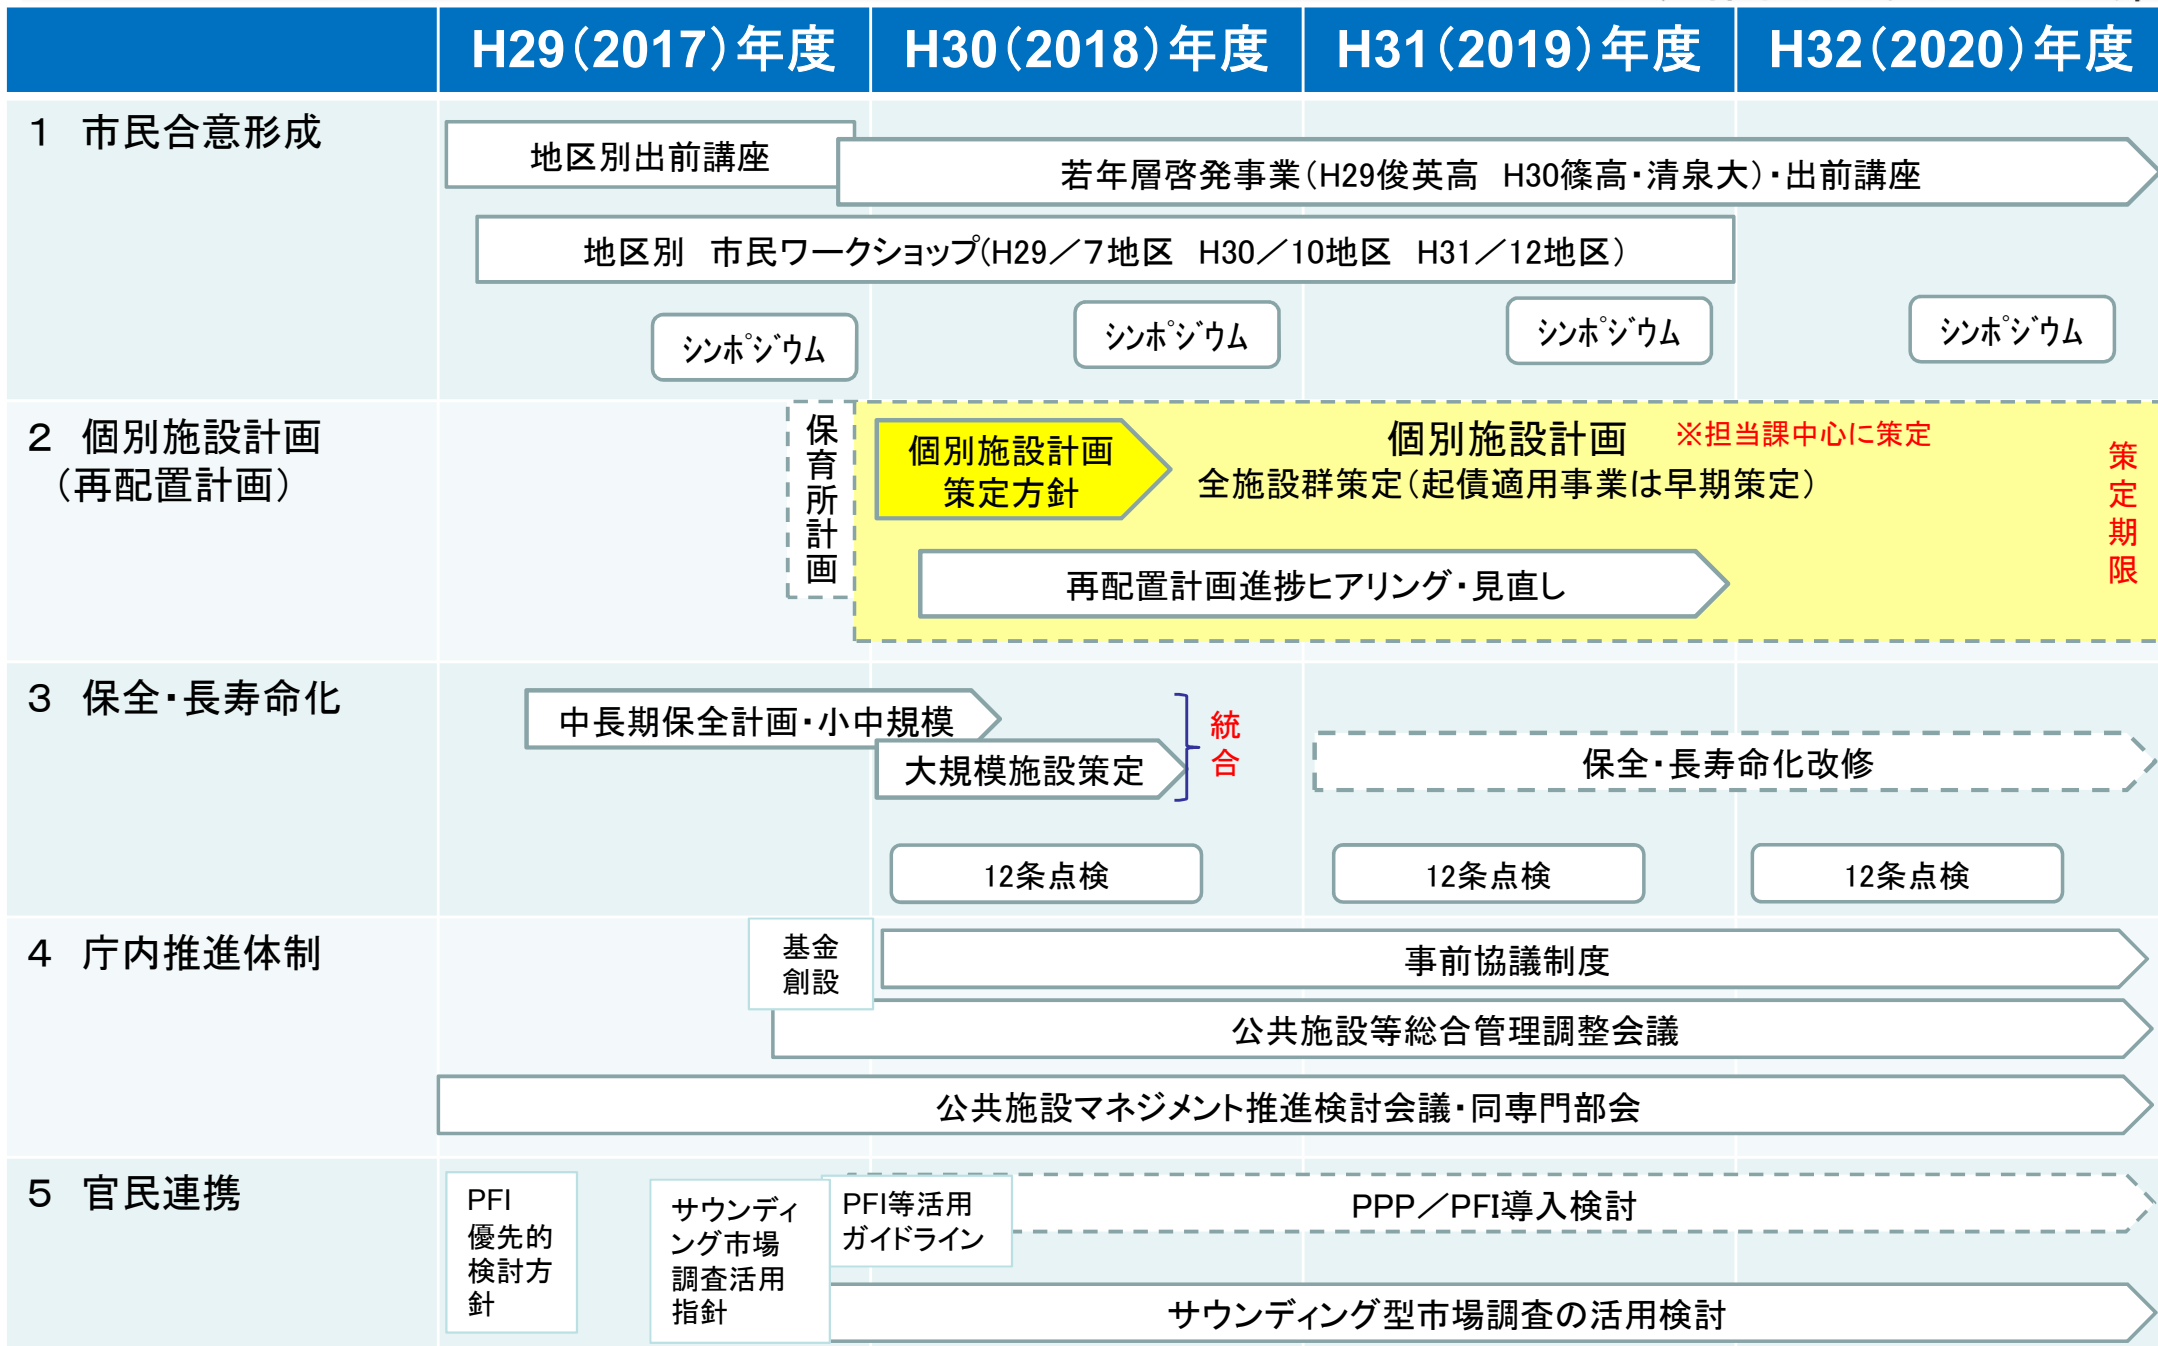 H29(2017)年度
H30(2018)年度
H31(2019)年度
H32(2020)年度
1 市民合意形成
地区別出前講座
若年層啓発事業(H29俊英高 H30篠高・清泉大)・出前講座
地区別 市民ワークショップ(H29／7地区 H30／10地区 H31／12地区)
ｼﾝﾎﾟｼﾞｳﾑ
ｼﾝﾎﾟｼﾞｳﾑ
ｼﾝﾎﾟｼﾞｳﾑ
ｼﾝﾎﾟｼﾞｳﾑ
2 個別施設計画
(再配置計画)
保育所計画
個別施設計画
策定方針
個別施設計画 ※担当課中心に策定
全施設群策定(起債適用事業は早期策定)
策定期限
再配置計画進捗ヒアリング・見直し
3 保全・長寿命化
中長期保全計画・小中規模
大規模施設策定
統合
保全・長寿命化改修
12条点検
12条点検
12条点検
4 庁内推進体制
基金
創設
事前協議制度
公共施設等総合管理調整会議
公共施設マネジメント推進検討会議・同専門部会
5 官民連携
PFI
優先的
検討方
針
サウンディ
ング市場
調査活用
指針
PFI等活用
ガイドライン
PPP／PFI導入検討
サウンディング型市場調査の活用検討